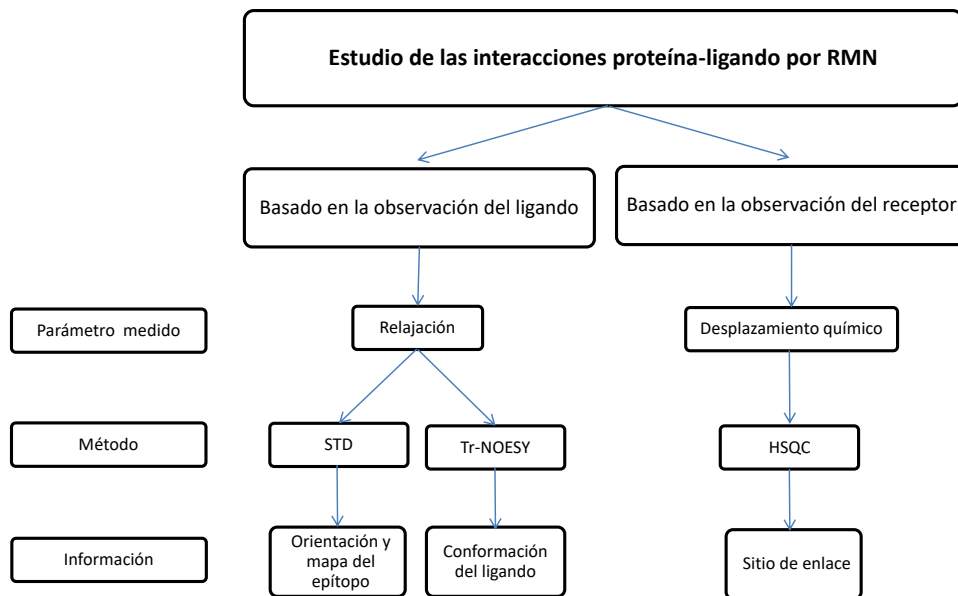 Estudio de las interacciones proteína-ligando por RMN
Basado en la observación del ligando
Basado en la observación del receptor
Parámetro medido
Relajación
Desplazamiento químico
Método
STD
Tr-NOESY
HSQC
Información
Orientación y
mapa del
epítopo
Conformación
del ligando
Sitio de enlace